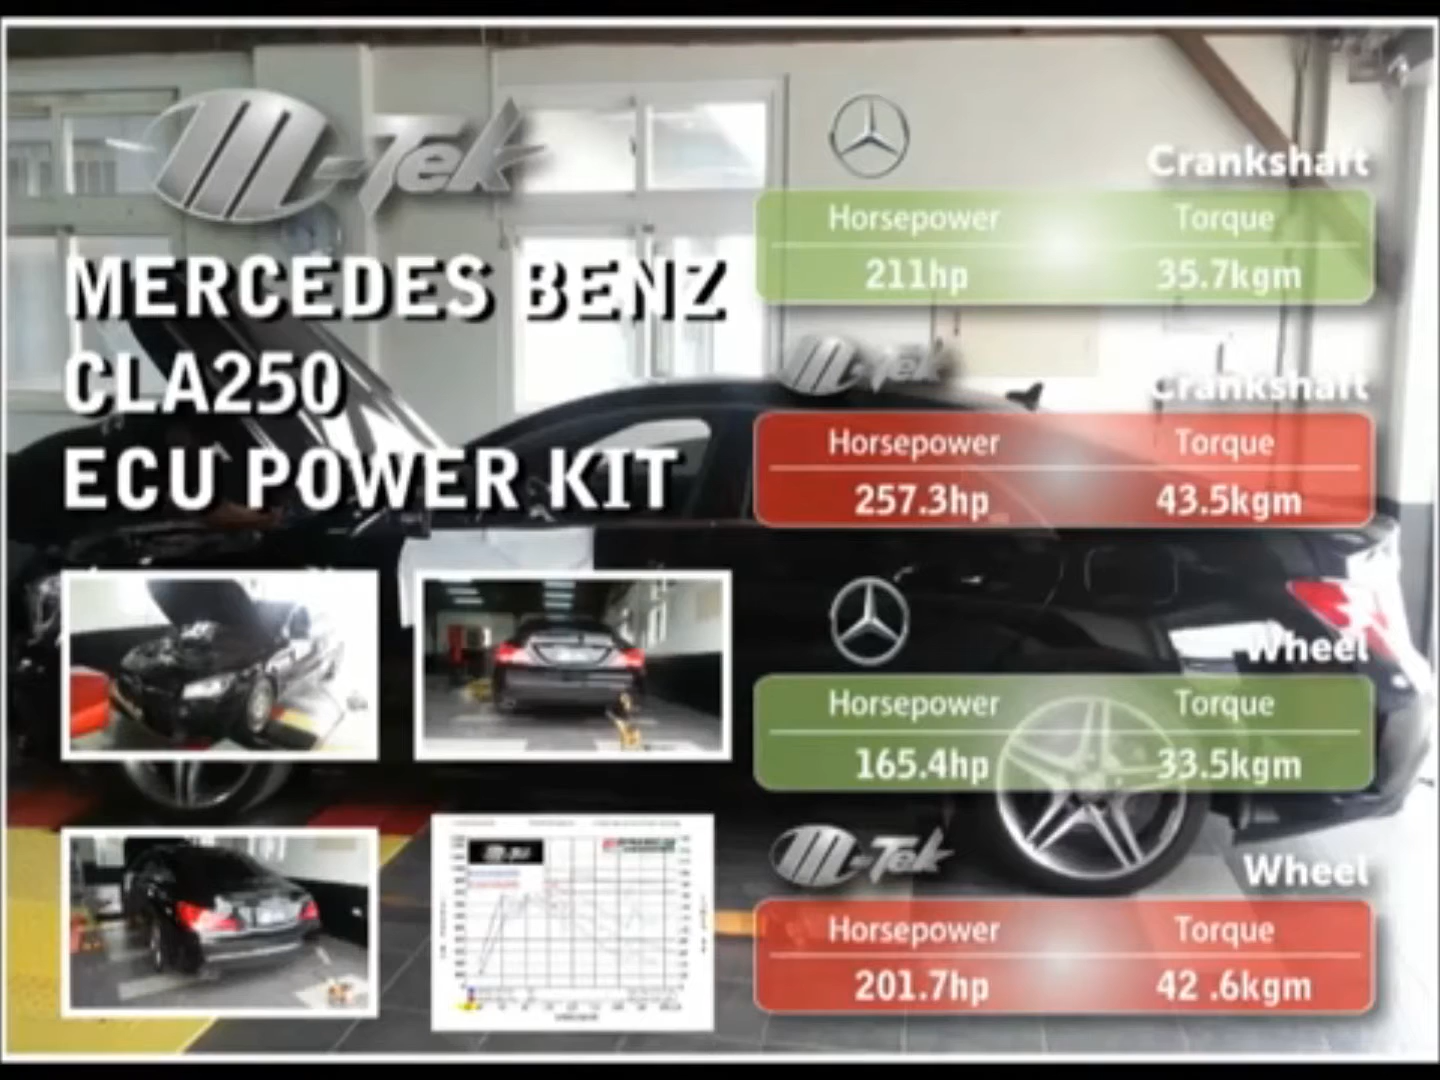 M-Tek
MERCEDES BENZ
CLA250
ECU POWER KIT
Crankshaft
Horsepower Torque
211hp 35.7kgm
M-Tek
Crankshaft
Horsepower Torque
257.3hp 43.5kgm
Wheel
Horsepower Torque
165.4hp 33.5kgm
M-Tek
Wheel
Horsepower Torque
201.7hp 42 .6kgm